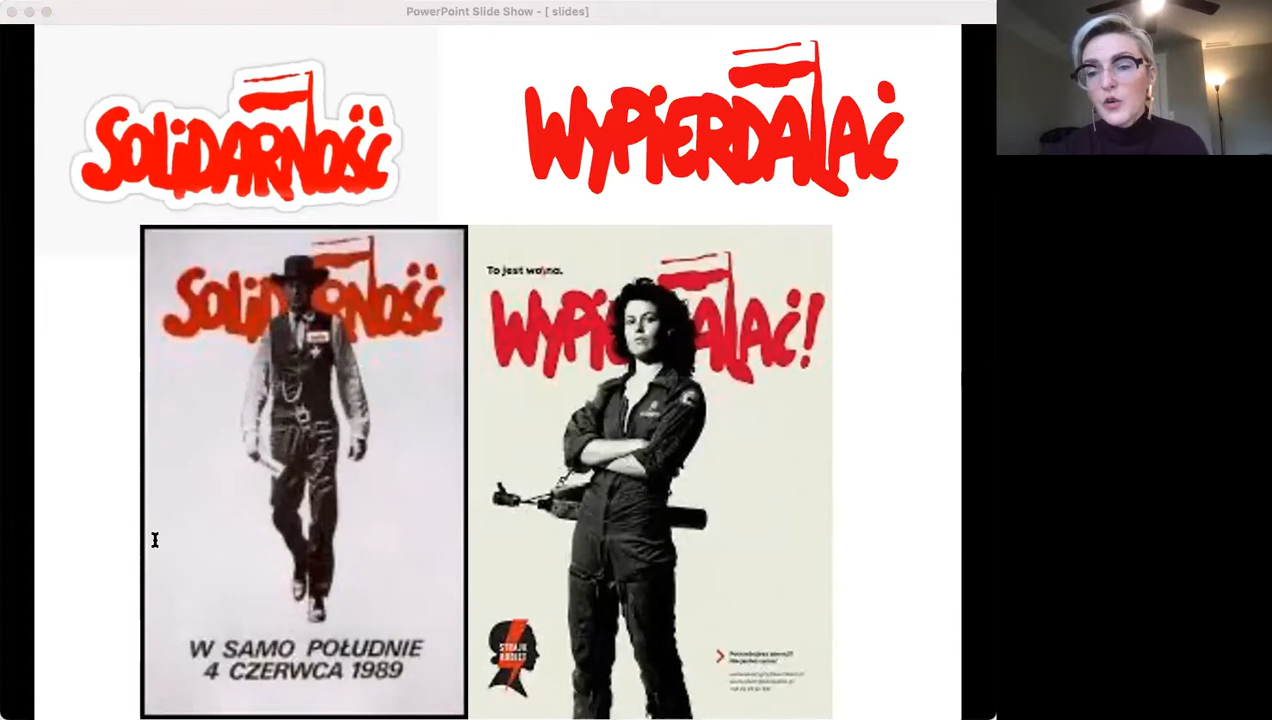 PowerPoint Slide Show - [ slides]
SOLiDARNOŚĆ
WYPIERDALAĆ
SOLiDARNOŚĆ
W SAMO POŁUDNIE
4 CZERWCA 1989
To jest wojna.
WYPIERDALAĆ!
STRAJK
KOBIET